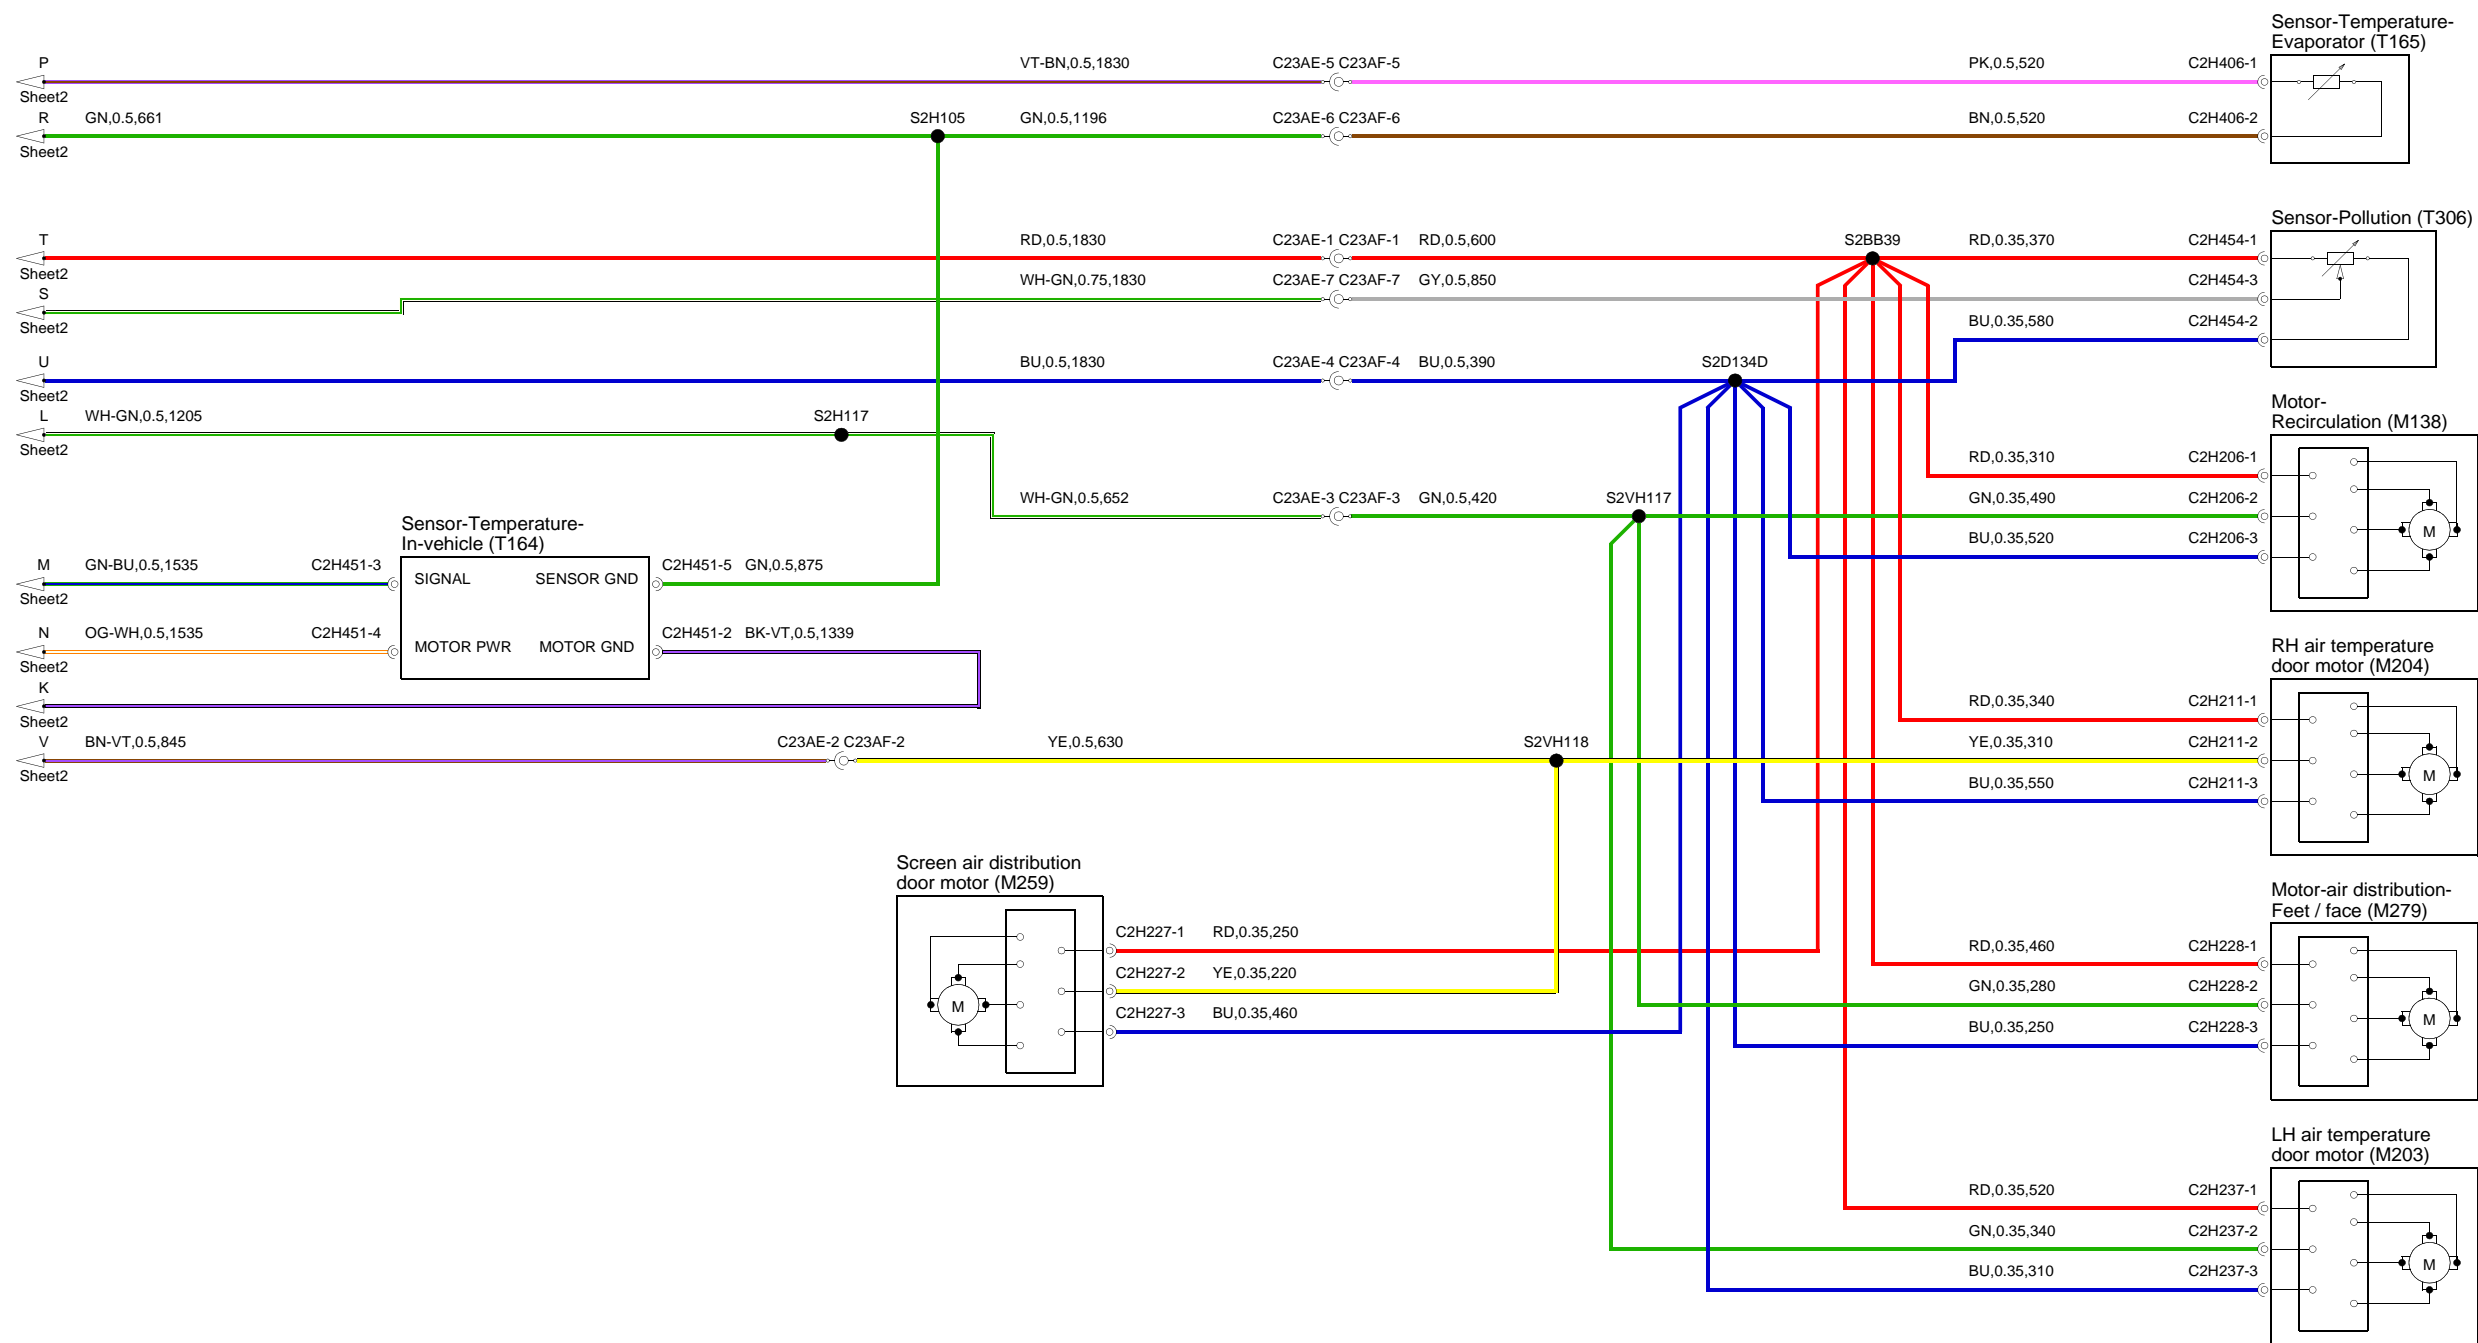 Sensor-Temperature-
Evaporator (T165)
P
VT-BN,0.5,1830
C23AE-5 C23AF-5
PK,0.5,520
C2H406-1
Sheet2
R
GN,0.5,661
S2H105
GN,0.5,1196
C23AE-6 C23AF-6
BN,0.5,520
C2H406-2
Sheet2
Sensor-Pollution (T306)
T
RD,0.5,1830
C23AE-1 C23AF-1
RD,0.5,600
S2BB39
RD,0.35,370
C2H454-1
Sheet2
S
WH-GN,0.75,1830
C23AE-7 C23AF-7
GY,0.5,850
C2H454-3
Sheet2
BU,0.35,580
C2H454-2
U
BU,0.5,1830
C23AE-4 C23AF-4
BU,0.5,390
S2D134D
Sheet2
Motor-
Recirculation (M138)
L
WH-GN,0.5,1205
S2H117
Sheet2
RD,0.35,310
C2H206-1
WH-GN,0.5,652
C23AE-3 C23AF-3
GN,0.5,420
S2VH117
GN,0.35,490
C2H206-2
M
BU,0.35,520
C2H206-3
Sensor-Temperature-
In-vehicle (T164)
M
GN-BU,0.5,1535
C2H451-3
SIGNAL
SENSOR GND
C2H451-5
GN,0.5,875
Sheet2
N
OG-WH,0.5,1535
C2H451-4
MOTOR PWR
MOTOR GND
C2H451-2
BK-VT,0.5,1339
Sheet2
RH air temperature
door motor (M204)
K
Sheet2
RD,0.35,340
C2H211-1
V
BN-VT,0.5,845
C23AE-2 C23AF-2
YE,0.5,630
S2VH118
YE,0.35,310
C2H211-2
Sheet2
M
BU,0.35,550
C2H211-3
Screen air distribution
door motor (M259)
M
C2H227-1
RD,0.35,250
C2H227-2
YE,0.35,220
C2H227-3
BU,0.35,460
Motor-air distribution-
Feet / face (M279)
RD,0.35,460
C2H228-1
GN,0.35,280
C2H228-2
M
BU,0.35,250
C2H228-3
LH air temperature
door motor (M203)
RD,0.35,520
C2H237-1
GN,0.35,340
C2H237-2
M
BU,0.35,310
C2H237-3